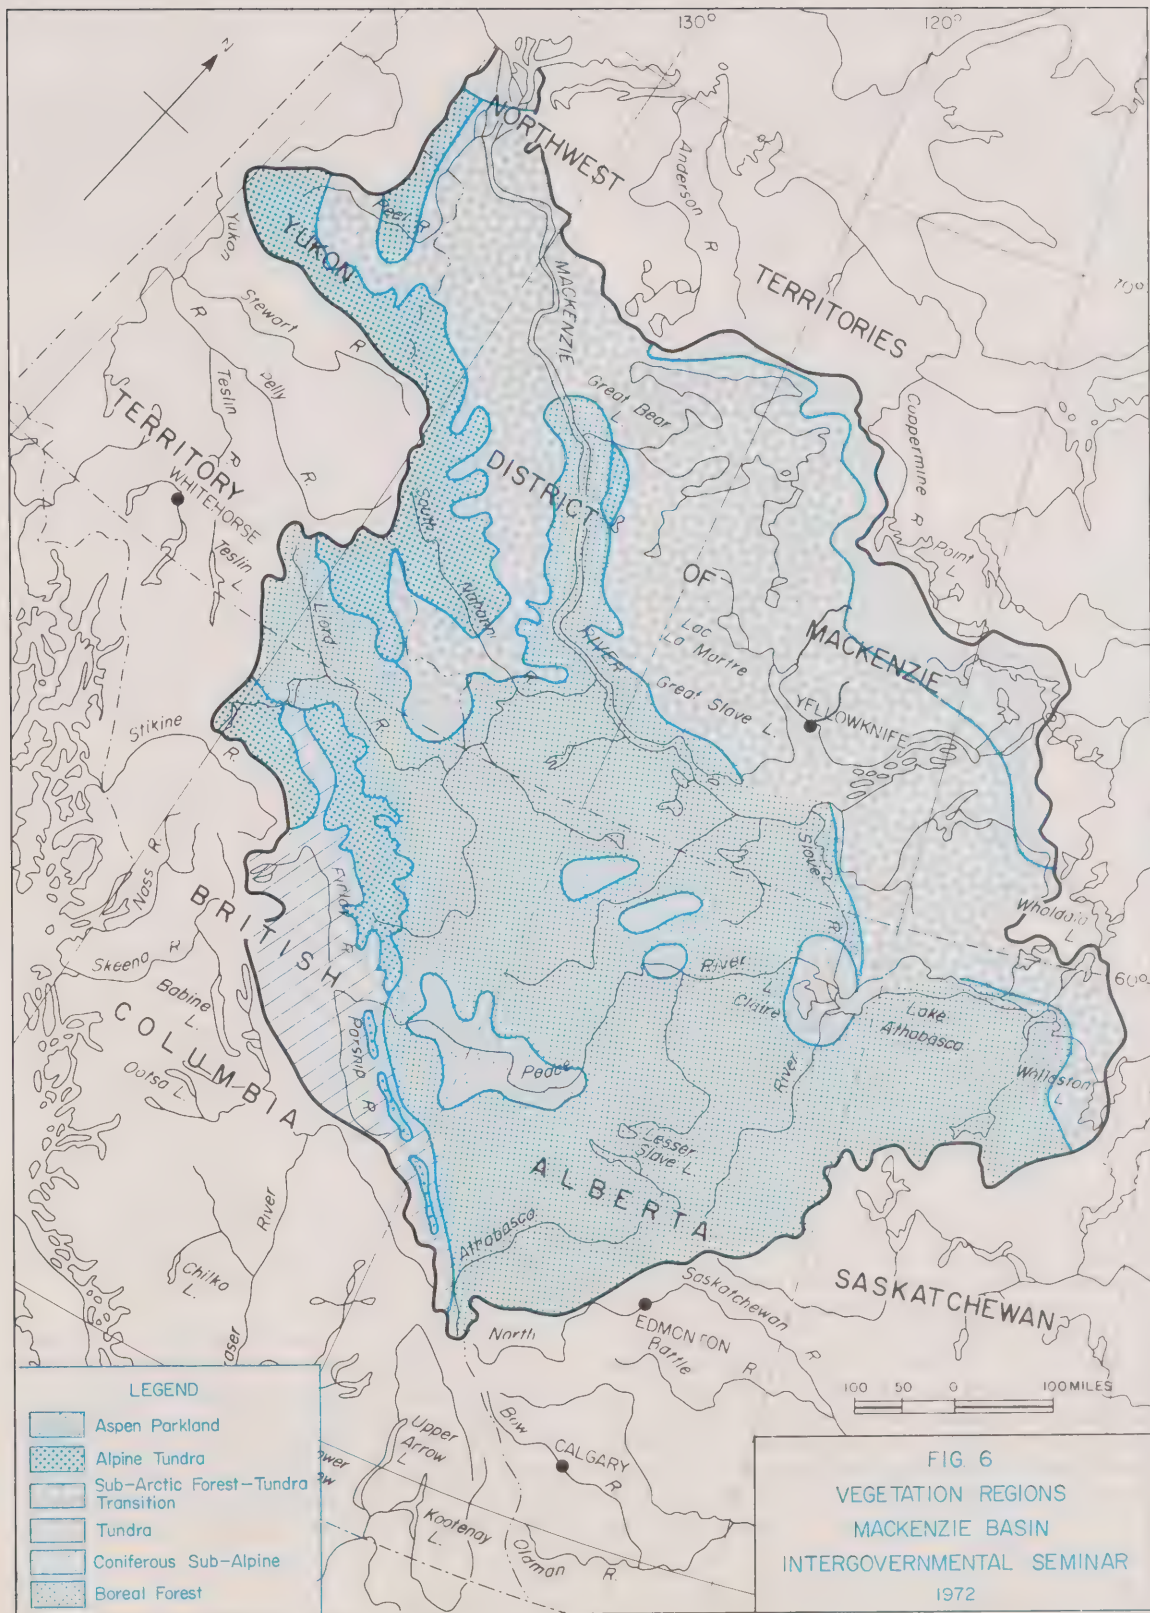 130°
120°
N
NORTHWEST
Anderson
R
Yukon
R
Peel R
YUKON
MACKENZIE
TERRITORIES
70°
Stewart
R
Teslin
R
Pelly
R
Great Bear
L
Coppermine
R
TERRITORY
WHITEHORSE
Teslin
L
South
Nahanni
R
DISTRICT
Point
L
OF
Liard
R
RIVER
Lac
La Martre
MACKENZIE
Great Slave L.
YELLOWKNIFE
Stikine
R.
Slave
R
Nass R.
BRITISH
Finlay
R
Wholdaia
L
Skeena R
Babine
L.
River
L
Claire
60°
COLUMBIA
Ootsa L
Parsnip
R
Peace
River
Lake
Athabasca
Wollaston
L
Lesser
Slave L.
ALBERTA
River
Athabasca
Chilko
L.
Saskatchewan
R
SASKATCHEWAN
North
EDMONTON
Battle
R
100 50 0 100 MILES
LEGEND
Aspen Parkland
Alpine Tundra
Sub-Arctic Forest-Tundra
Transition
Tundra
Coniferous Sub-Alpine
Boreal Forest
raser
ower
ow
Upper
Arrow
L
Bow
R
CALGARY
Kootenay
L.
Oldman R.
FIG. 6
VEGETATION REGIONS
MACKENZIE BASIN
INTERGOVERNMENTAL SEMINAR
1972